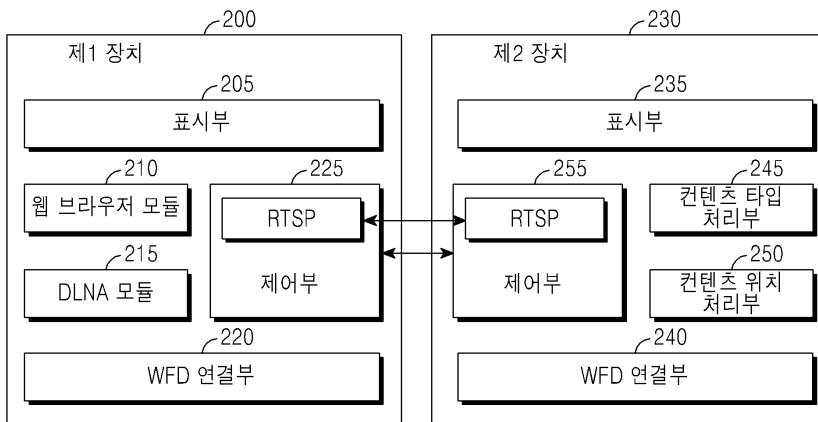 200
제1 장치
205
표시부
210
웹 브라우저 모듈
215
DLNA 모듈
225
RTSP
제어부
220
WFD 연결부
230
제2 장치
235
표시부
255
RTSP
제어부
245
컨텐츠 타입
처리부
250
컨텐츠 위치
처리부
240
WFD 연결부